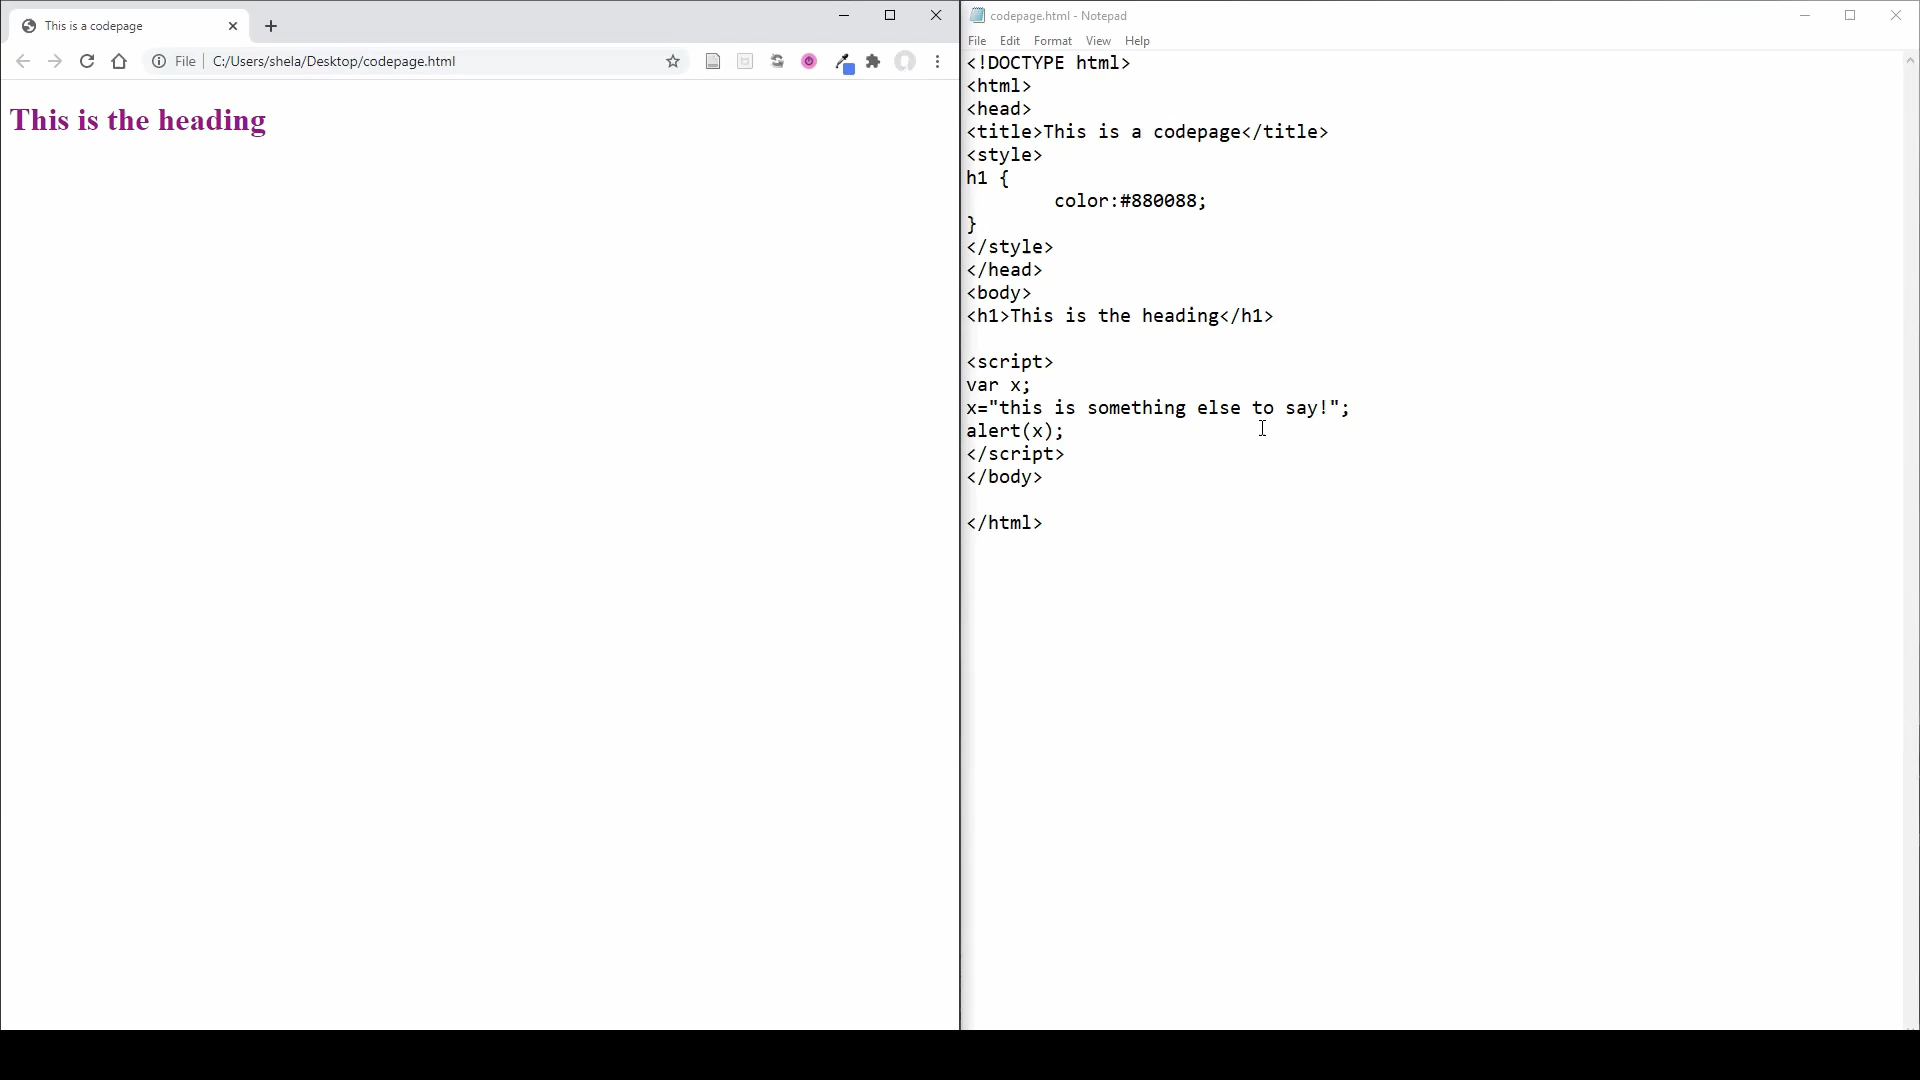 This is a codepage
File
C:/Users/shela/Desktop/codepage.html
This is the heading
codepage.html - Notepad
File Edit Format View Help
<!DOCTYPE html>
<html>
<head>
<title>This is a codepage</title>
<style>
h1 {
color:#880088;
}
</style>
</head>
<body>
<h1>This is the heading</h1>
<script>
var x;
x="this is something else to say!";
alert(x);
</script>
</body>
</html>